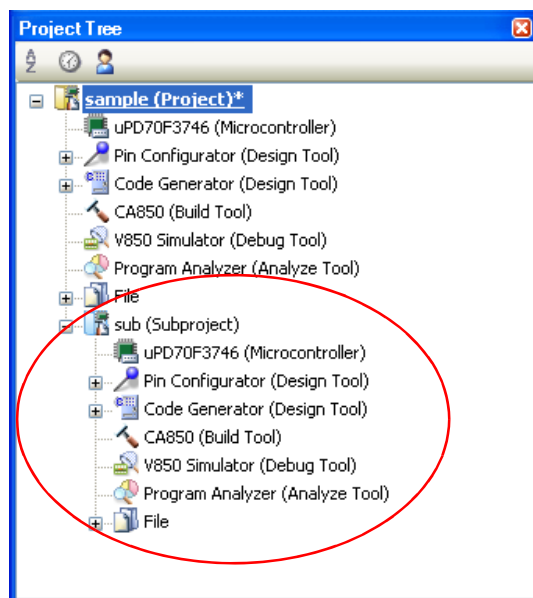 Project Tree
sample (Project)*
uPD70F3746 (Microcontroller)
Pin Configurator (Design Tool)
Code Generator (Design Tool)
CA850 (Build Tool)
V850 Simulator (Debug Tool)
Program Analyzer (Analyze Tool)
File
sub (Subproject)
uPD70F3746 (Microcontroller)
Pin Configurator (Design Tool)
Code Generator (Design Tool)
CA850 (Build Tool)
V850 Simulator (Debug Tool)
Program Analyzer (Analyze Tool)
File